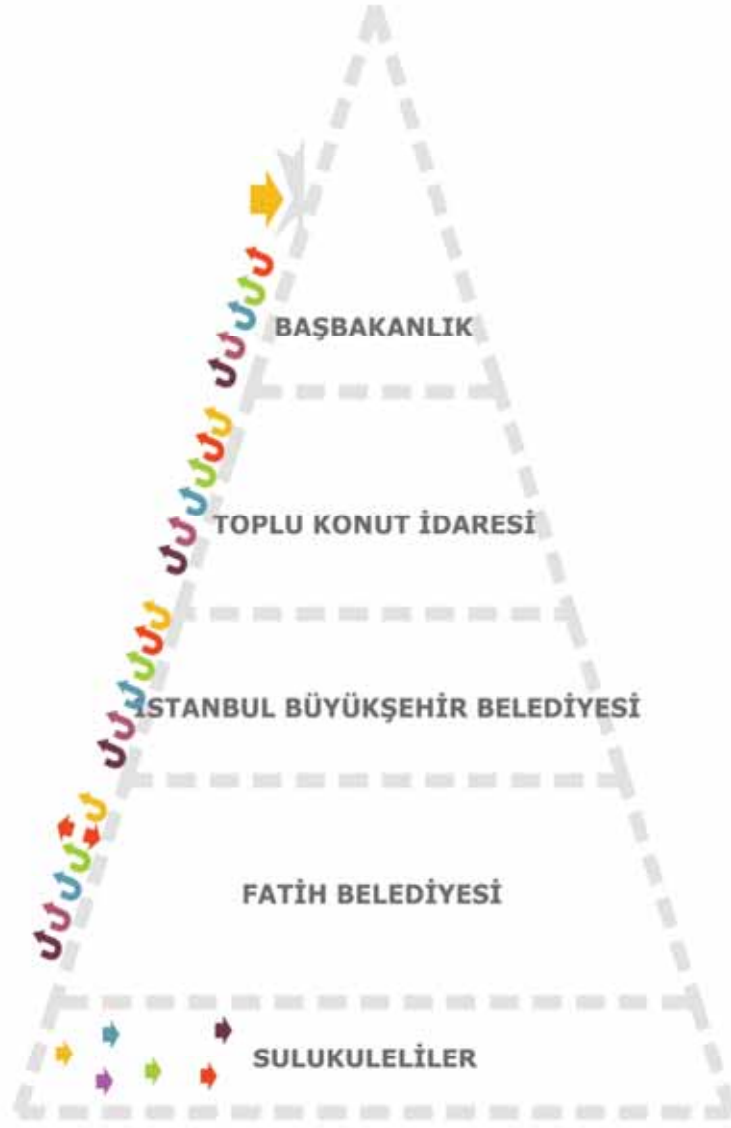 BAŞBAKANLIK
TOPLU KONUT İDARESİ
İSTANBUL BÜYÜKŞEHİR BELEDİYESİ
FATİH BELEDİYESİ
SULUKULELİLER